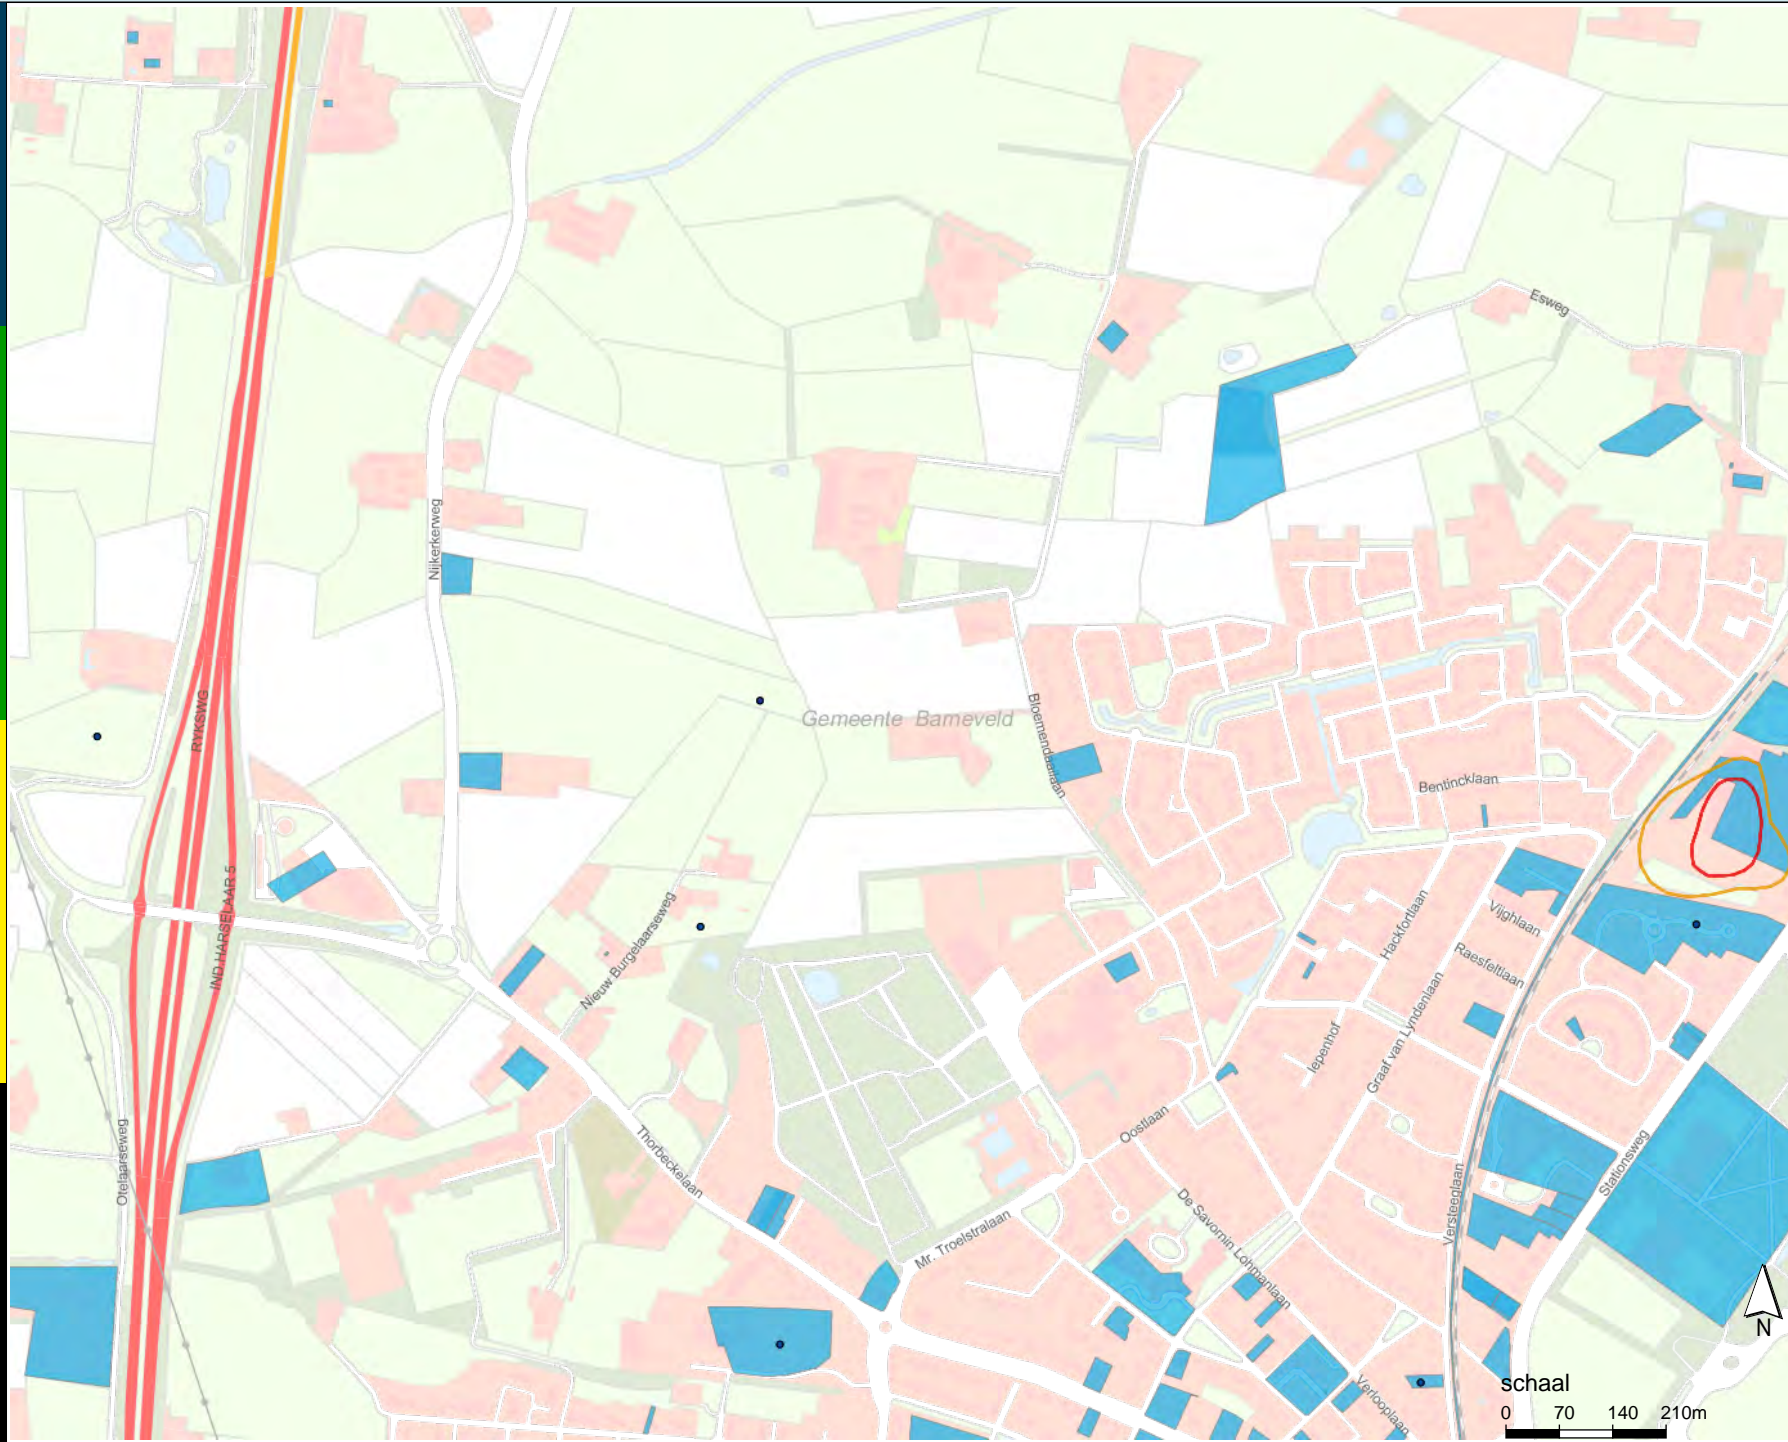 Esweg
Nijkerkerweg
RYKSWG
Gemeente Barneveld
Bloemendaallaan
Bentincklaan
IND HARSELAAR 5
Nieuw Burgelaarseweg
Hackfortlaan
Vijghlaan
Raesfeltlaan
Iepenhof
Graaf van Lyndenlaan
Otelaarseweg
Thorbeckelaan
Oostlaan
Stationsweg
Versteeglaan
De Savornin Lohmanlaan
Mr. Troelstralaan
Verlooplaan
N
schaal
0 70 140 210m